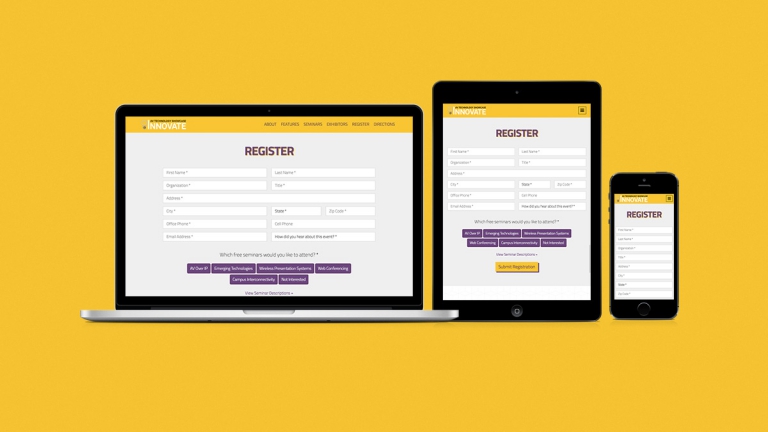 AV TECHNOLOGY SHOWCASE
INNOVATE
ABOUT FEATURES SEMINARS EXHIBITORS REGISTER DIRECTIONS
REGISTER
First Name * Last Name *
Organization * Title *
Address *
City * State * Zip Code *
Office Phone * Cell Phone
Email Address * How did you hear about this event? *
Which free seminars would you like to attend? *
AV Over IP Emerging Technologies Wireless Presentation Systems Web Conferencing
Campus Interconnectivity Not Interested
View Seminar Descriptions »
AV TECHNOLOGY SHOWCASE
INNOVATE
REGISTER
First Name * Last Name *
Organization * Title *
Address *
City * State * Zip Code *
Office Phone * Cell Phone
Email Address * How did you hear about this event? *
Which free seminars would you like to attend? *
AV Over IP Emerging Technologies Wireless Presentation Systems
Web Conferencing Campus Interconnectivity Not Interested
View Seminar Descriptions »
Submit Registration
INNOVATE
REGISTER
First Name *
Last Name *
Organization *
Title *
Address *
City *
State *
Zip Code *